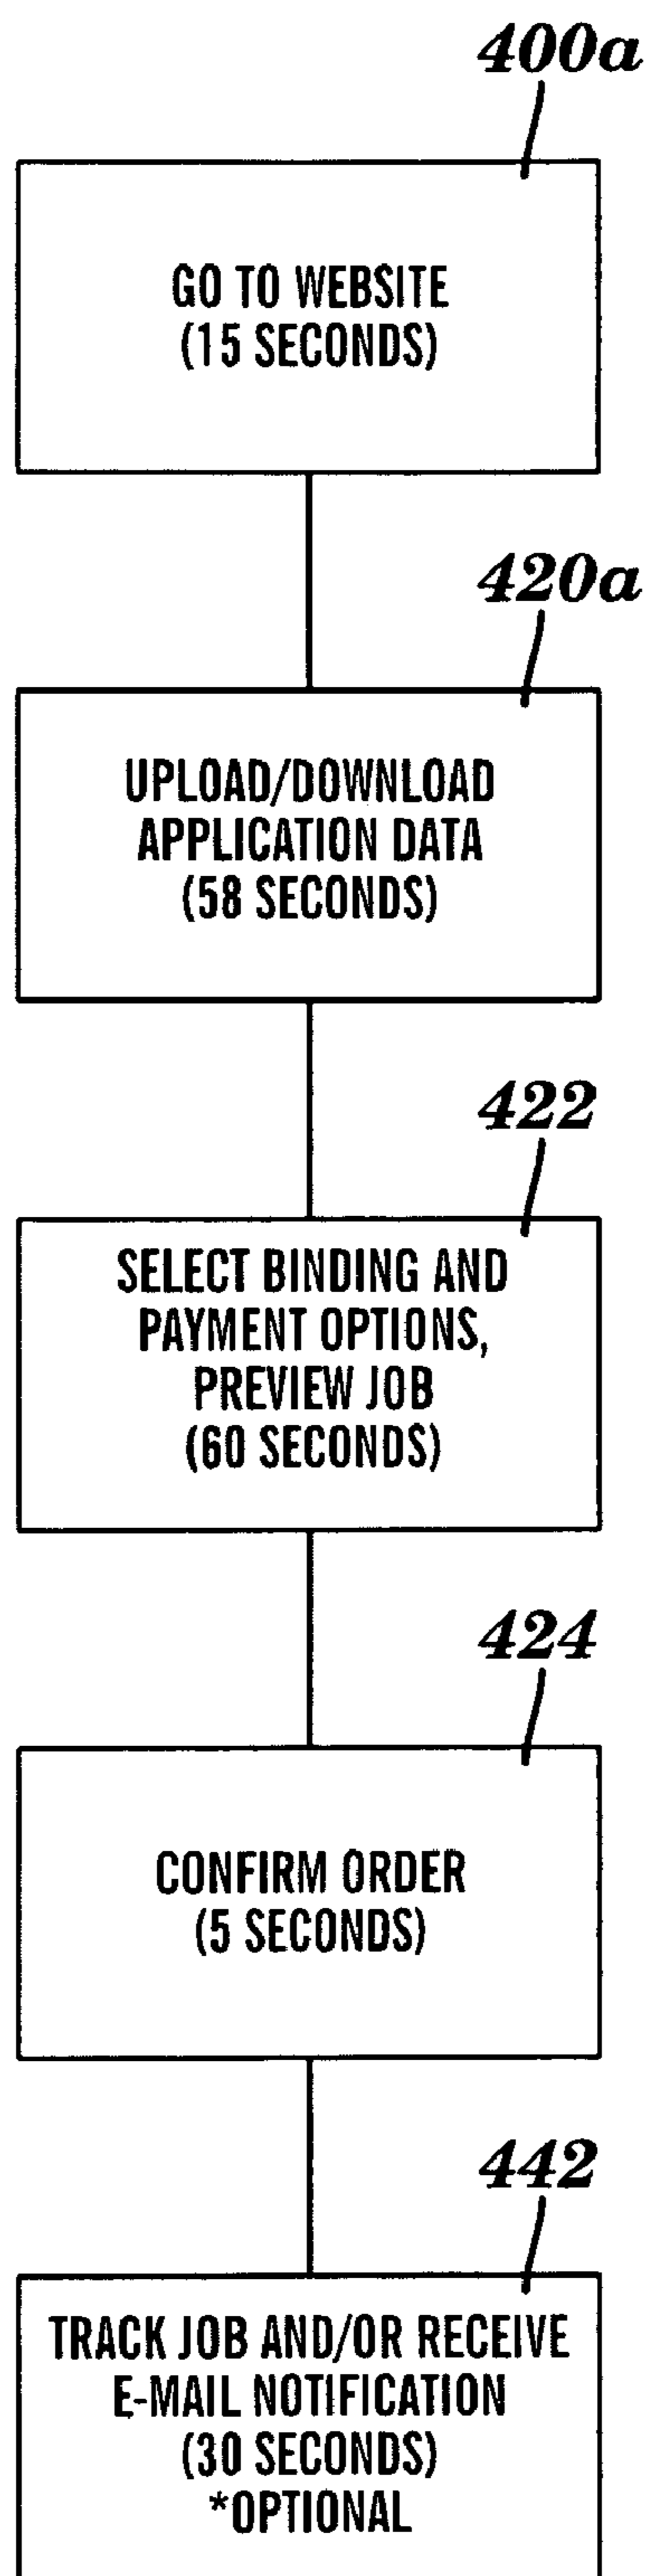 400a
GO TO WEBSITE
(15 SECONDS)
420a
UPLOAD/DOWNLOAD
APPLICATION DATA
(58 SECONDS)
422
SELECT BINDING AND
PAYMENT OPTIONS,
PREVIEW JOB
(60 SECONDS)
424
CONFIRM ORDER
(5 SECONDS)
442
TRACK JOB AND/OR RECEIVE
E-MAIL NOTIFICATION
(30 SECONDS)
*OPTIONAL